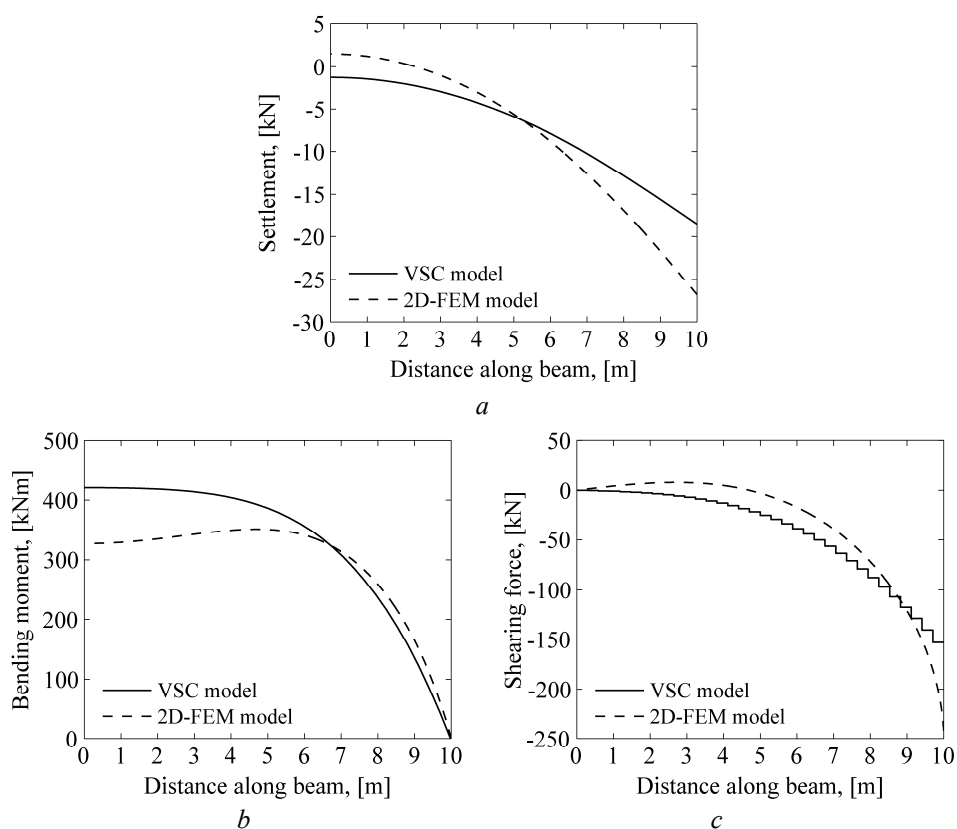 5
0
-5
-10
-15
-20
-25
-30
Settlement, [kN]
VSC model
2D-FEM model
0 1 2 3 4 5 6 7 8 9 10
Distance along beam, [m]
a
500
400
300
200
100
0
Bending moment, [kNm]
VSC model
2D-FEM model
0 1 2 3 4 5 6 7 8 9 10
Distance along beam, [m]
b
50
0
-50
-100
-150
-200
-250
Shearing force, [kN]
VSC model
2D-FEM model
0 1 2 3 4 5 6 7 8 9 10
Distance along beam, [m]
c